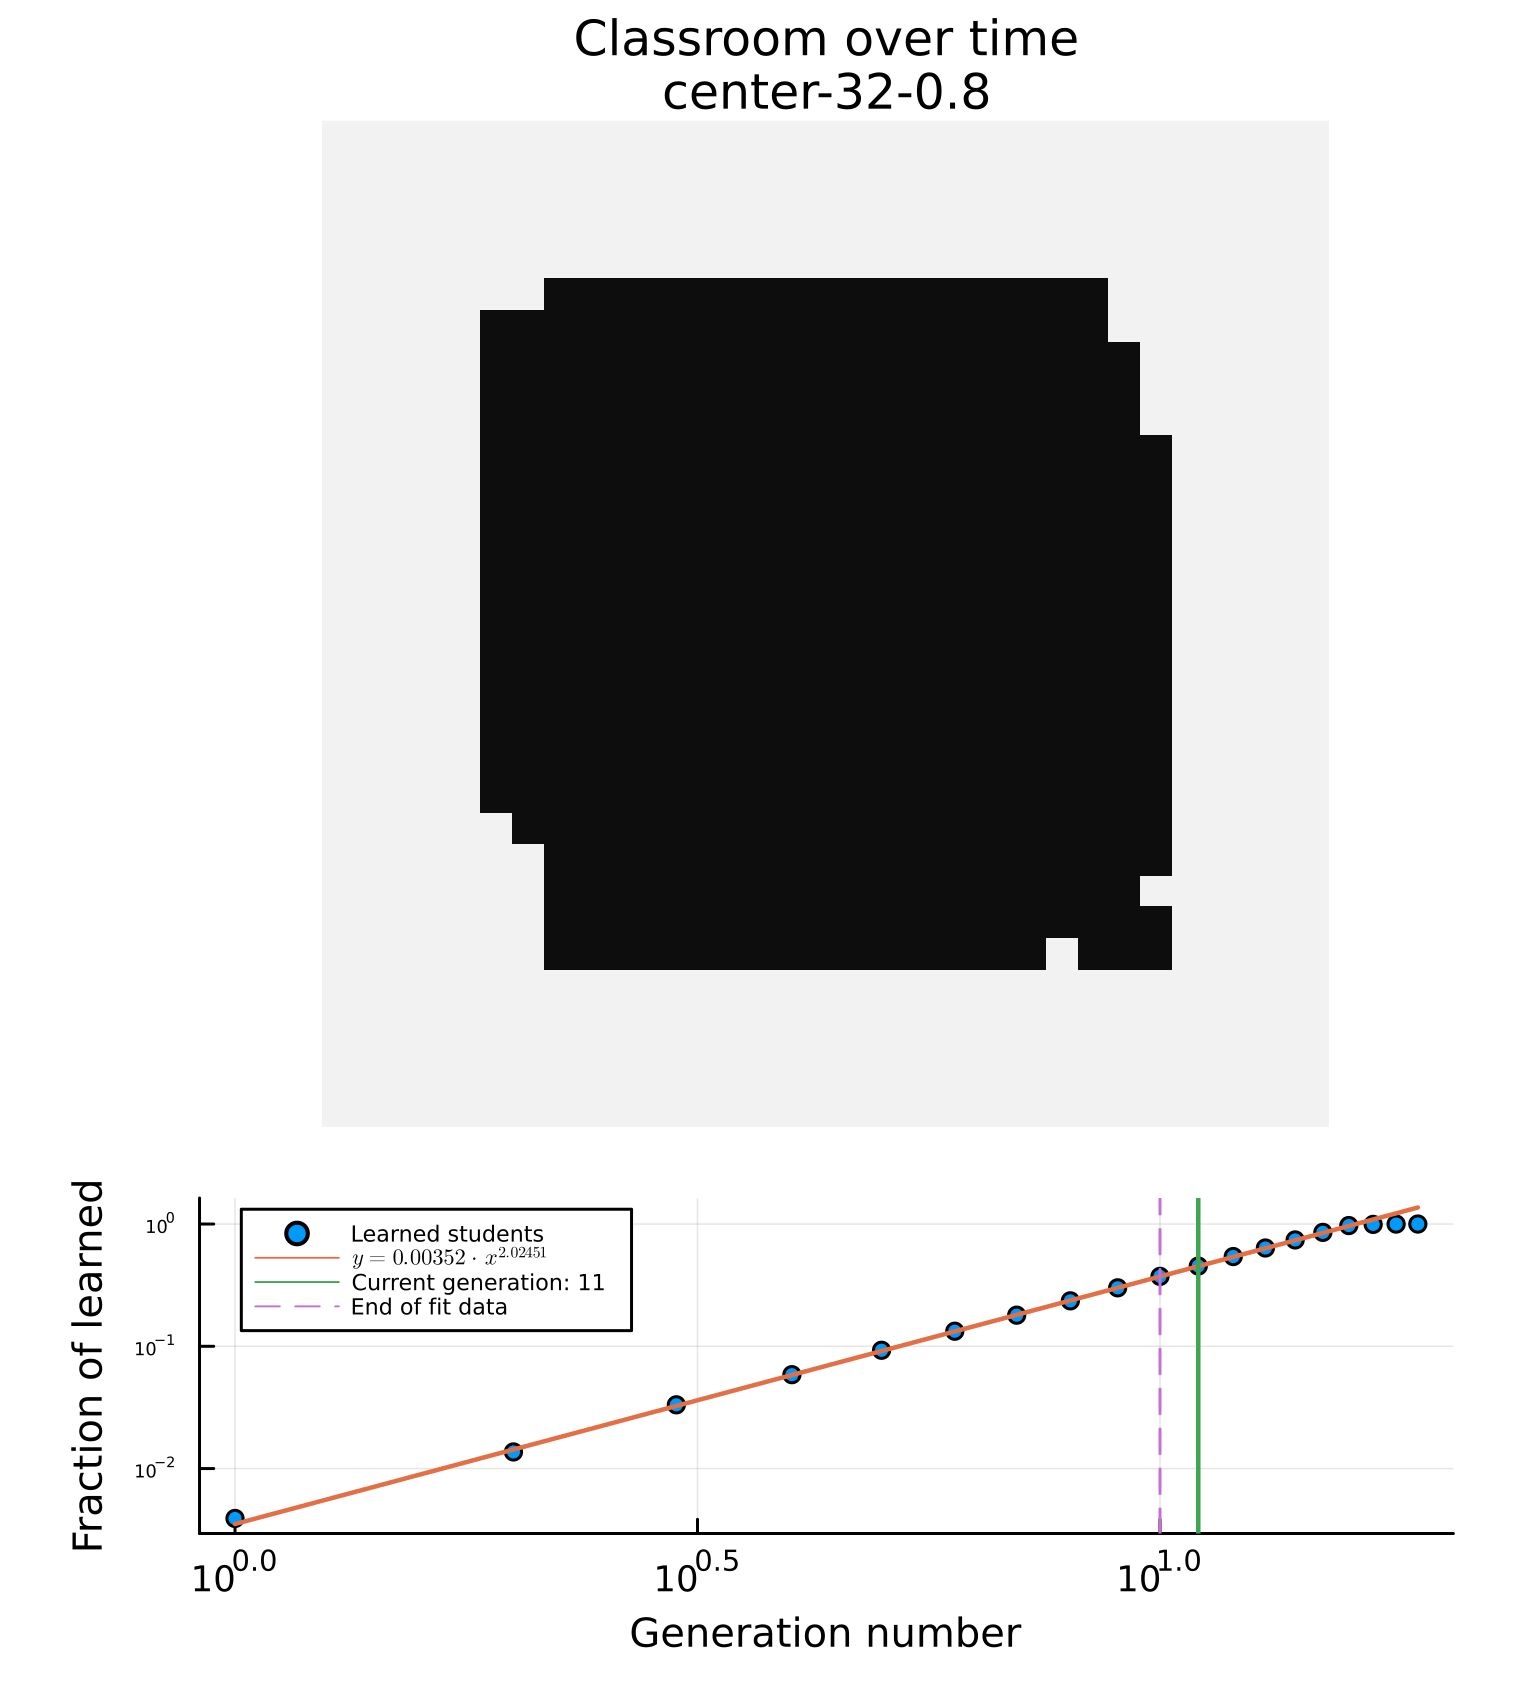 Classroom over time
center-32-0.8
Fraction of learned
10⁰
10⁻¹
10⁻²
Learned students
y = 0.00352 · x^2.02451
Current generation: 11
End of fit data
10^0.0 10^0.5 10^1.0
Generation number